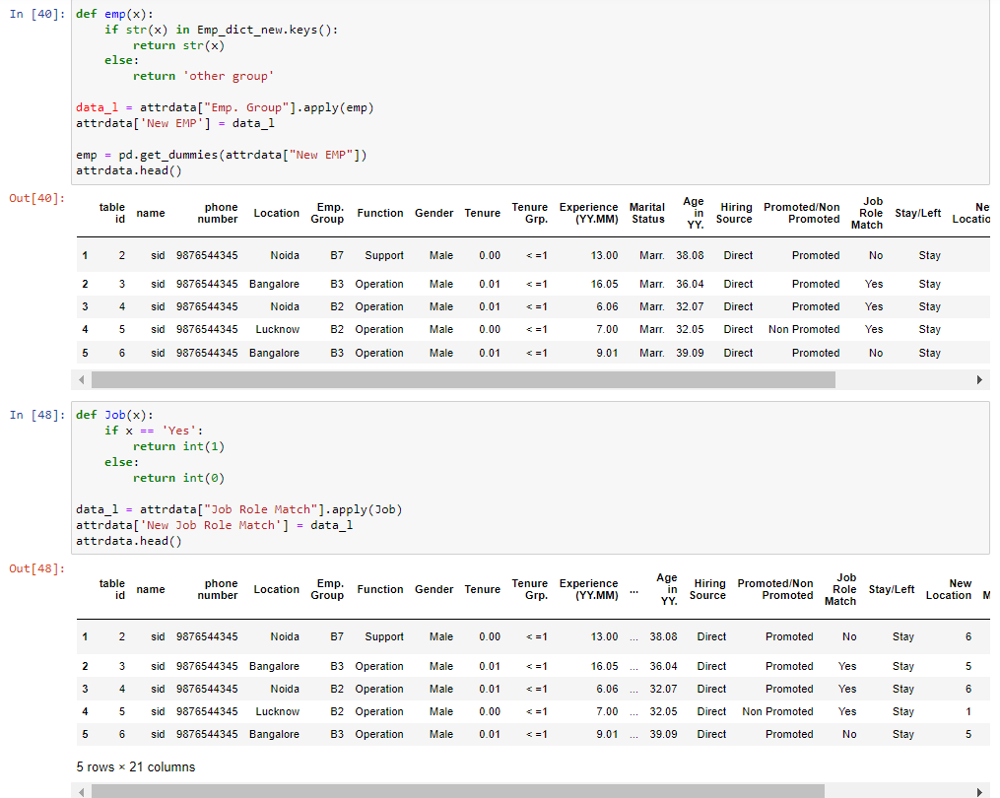 In [40]: def emp(x):
if str(x) in Emp_dict_new.keys():
return str(x)
else:
return 'other group'
data_l = attrdata["Emp. Group"].apply(emp)
attrdata['New EMP'] = data_l
emp = pd.get_dummies(attrdata["New EMP"])
attrdata.head()
Out[40]:
table id name phone number Location Emp. Group Function Gender Tenure Tenure Grp. Experience (YY.MM) Marital Status Age in YY. Hiring Source Promoted/Non Promoted Job Role Match Stay/Left Ne Locatio
1 2 sid 9876544345 Noida B7 Support Male 0.00 < =1 13.00 Marr. 38.08 Direct Promoted No Stay
2 3 sid 9876544345 Bangalore B3 Operation Male 0.01 < =1 16.05 Marr. 36.04 Direct Promoted Yes Stay
3 4 sid 9876544345 Noida B2 Operation Male 0.01 < =1 6.06 Marr. 32.07 Direct Promoted Yes Stay
4 5 sid 9876544345 Lucknow B2 Operation Male 0.00 < =1 7.00 Marr. 32.05 Direct Non Promoted Yes Stay
5 6 sid 9876544345 Bangalore B3 Operation Male 0.01 < =1 9.01 Marr. 39.09 Direct Promoted No Stay
In [48]: def Job(x):
if x == 'Yes':
return int(1)
else:
return int(0)
data_l = attrdata["Job Role Match"].apply(Job)
attrdata['New Job Role Match'] = data_l
attrdata.head()
Out[48]:
table id name phone number Location Emp. Group Function Gender Tenure Tenure Grp. Experience (YY.MM) ... Age in YY. Hiring Source Promoted/Non Promoted Job Role Match Stay/Left New Location M
1 2 sid 9876544345 Noida B7 Support Male 0.00 < =1 13.00 ... 38.08 Direct Promoted No Stay 6
2 3 sid 9876544345 Bangalore B3 Operation Male 0.01 < =1 16.05 ... 36.04 Direct Promoted Yes Stay 5
3 4 sid 9876544345 Noida B2 Operation Male 0.01 < =1 6.06 ... 32.07 Direct Promoted Yes Stay 6
4 5 sid 9876544345 Lucknow B2 Operation Male 0.00 < =1 7.00 ... 32.05 Direct Non Promoted Yes Stay 1
5 6 sid 9876544345 Bangalore B3 Operation Male 0.01 < =1 9.01 ... 39.09 Direct Promoted No Stay 5
5 rows × 21 columns